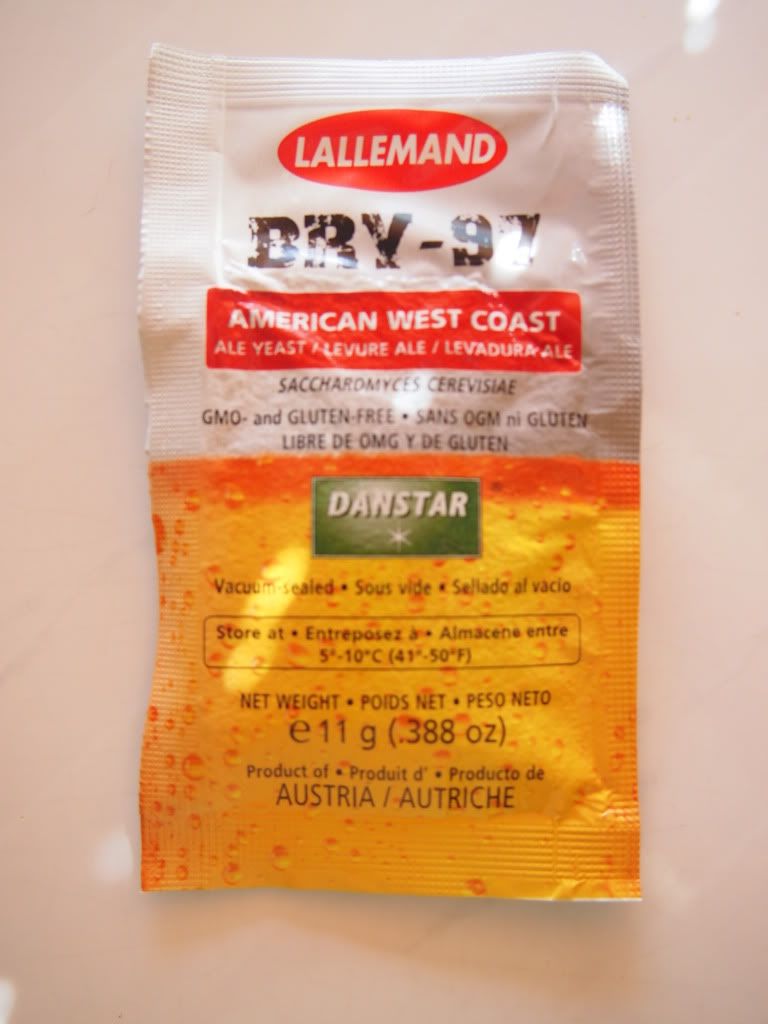 LALLEMAND
BRY-97
AMERICAN WEST COAST
ALE YEAST / LEVURE ALE / LEVADURA ALE
SACCHAROMYCES CEREVISIAE
GMO- and GLUTEN-FREE • SANS OGM ni GLUTEN
LIBRE DE OMG Y DE GLUTEN
DANSTAR
Vacuum-sealed • Sous vide • Sellado al vacio
Store at • Entreposez à • Almacene entre
5°-10°C (41°-50°F)
NET WEIGHT • POIDS NET • PESO NETO
e 11 g (.388 oz)
Product of • Produit d' • Producto de
AUSTRIA / AUTRICHE